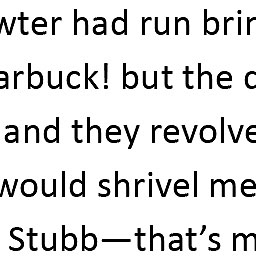 wter had run brin
arbuck! but the d
and they revolve
would shrivel me
Stubb—that’s m